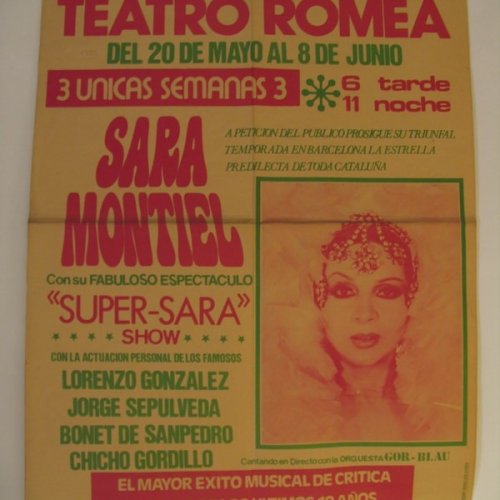 TEATRO ROMEA
DEL 20 DE MAYO AL 8 DE JUNIO
3 UNICAS SEMANAS 3
6 tarde
11 noche
SARA
MONTIEL
A PETICION DEL PUBLICO PROSIGUE SU TRIUNFAL
TEMPORADA EN BARCELONA LA ESTRELLA
PREDILECTA DE TODA CATALUÑA
Con su FABULOSO ESPECTACULO
"SUPER-SARA"
SHOW
CON LA ACTUACION PERSONAL DE LOS FAMOSOS
LORENZO GONZALEZ
JORGE SEPULVEDA
BONET DE SANPEDRO
CHICHO GORDILLO
Cantando en Directo con la ORQUESTA GOR-BLAU
EL MAYOR EXITO MUSICAL DE CRITICA